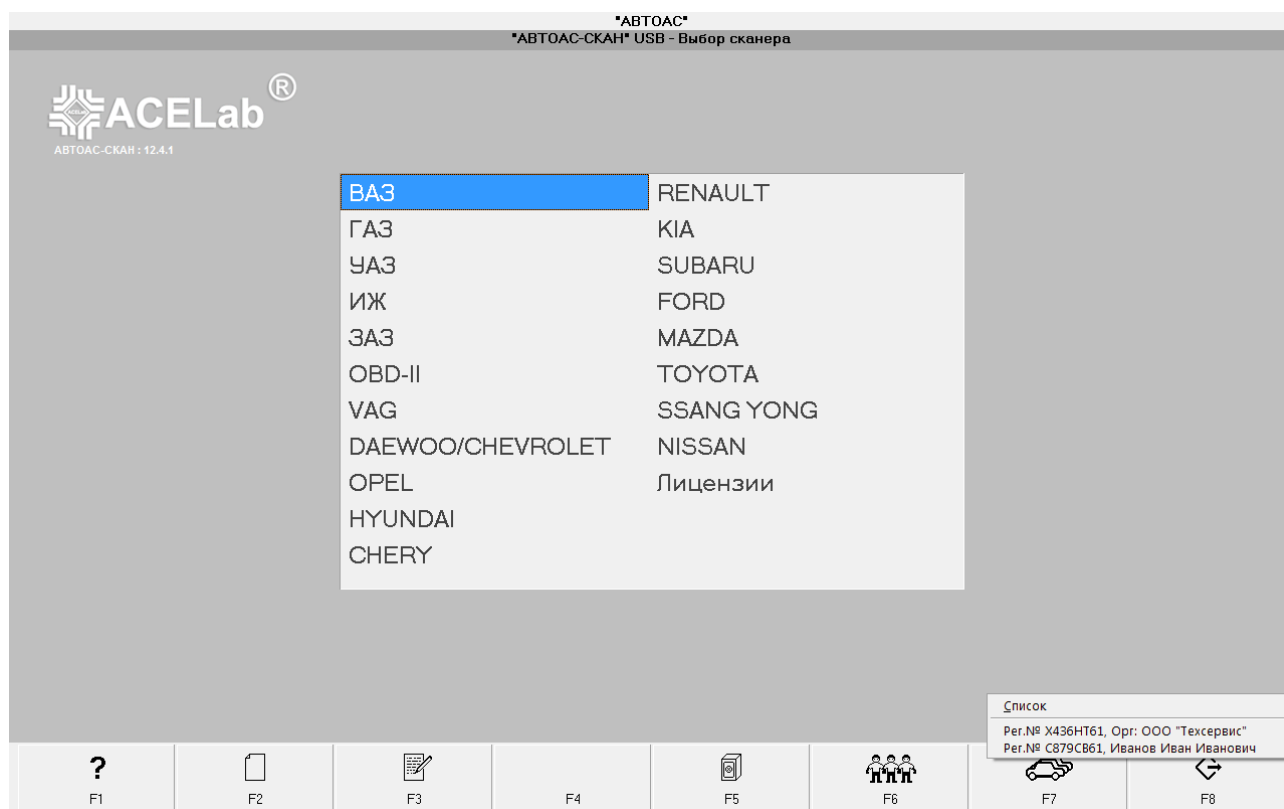 "АВТОАС"
"АВТОАС-СКАН" USB - Выбор сканера
ACELab ®
АВТОАС-СКАН : 12.4.1
ВАЗ
ГАЗ
УАЗ
ИЖ
ЗАЗ
OBD-II
VAG
DAEWOO/CHEVROLET
OPEL
HYUNDAI
CHERY
RENAULT
KIA
SUBARU
FORD
MAZDA
TOYOTA
SSANG YONG
NISSAN
Лицензии
Список
Рег.№ X436HT61, Орг: ООО "Техсервис"
Рег.№ C879CB61, Иванов Иван Иванович
?
F1
F2
F3
F4
F5
F6
F7
F8